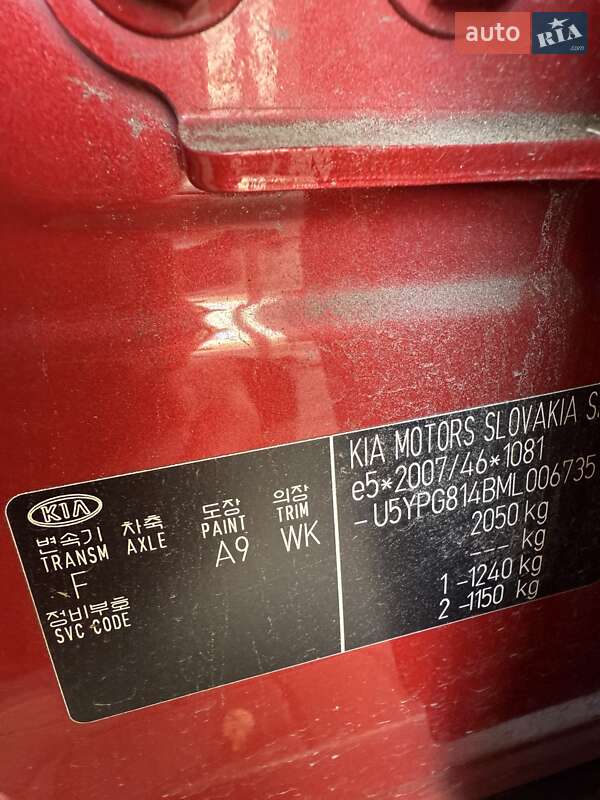 auto RIA
.com
KIA MOTORS SLOVAKIA S.
e5*2007/46*1081
-U5YPG814BML006735
2050 kg
--- kg
1 -1240 kg
2 -1150 kg
KIA
변속기 차축 도장 의장
TRANSM AXLE PAINT TRIM
F A9 WK
정비부호
SVC CODE